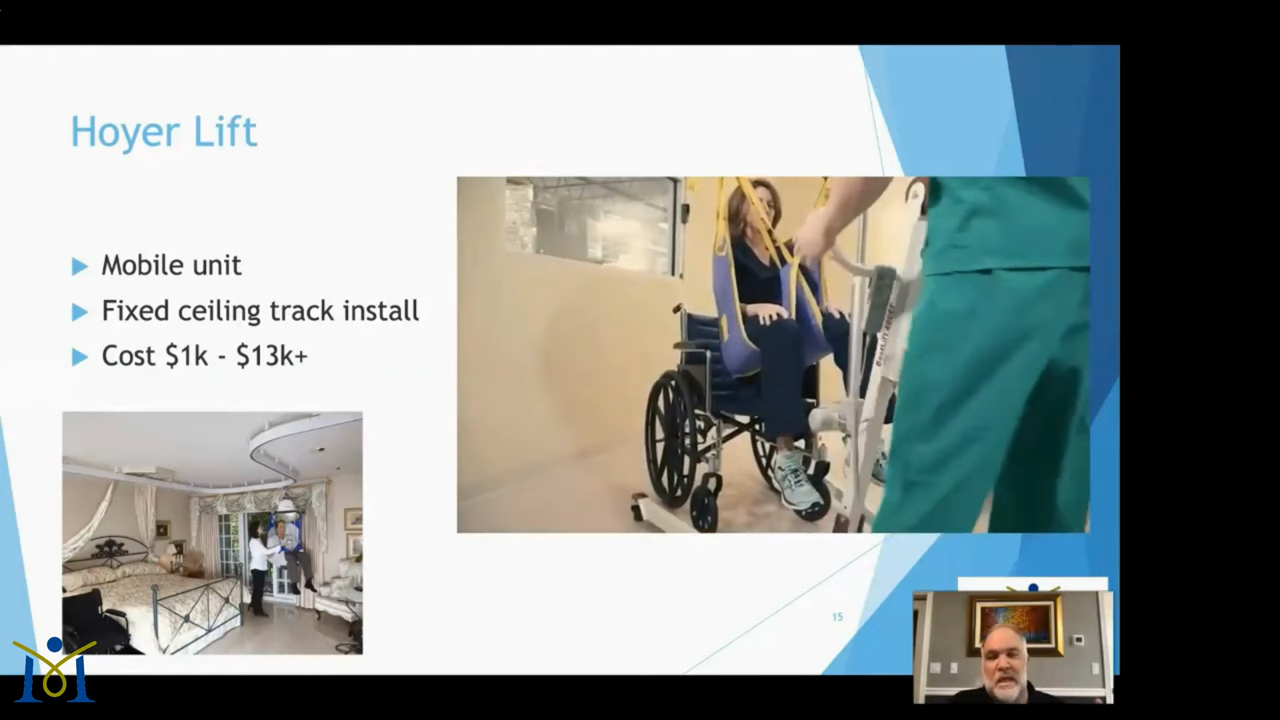 Hoyer Lift
Mobile unit
Fixed ceiling track install
Cost $1k - $13k+
15